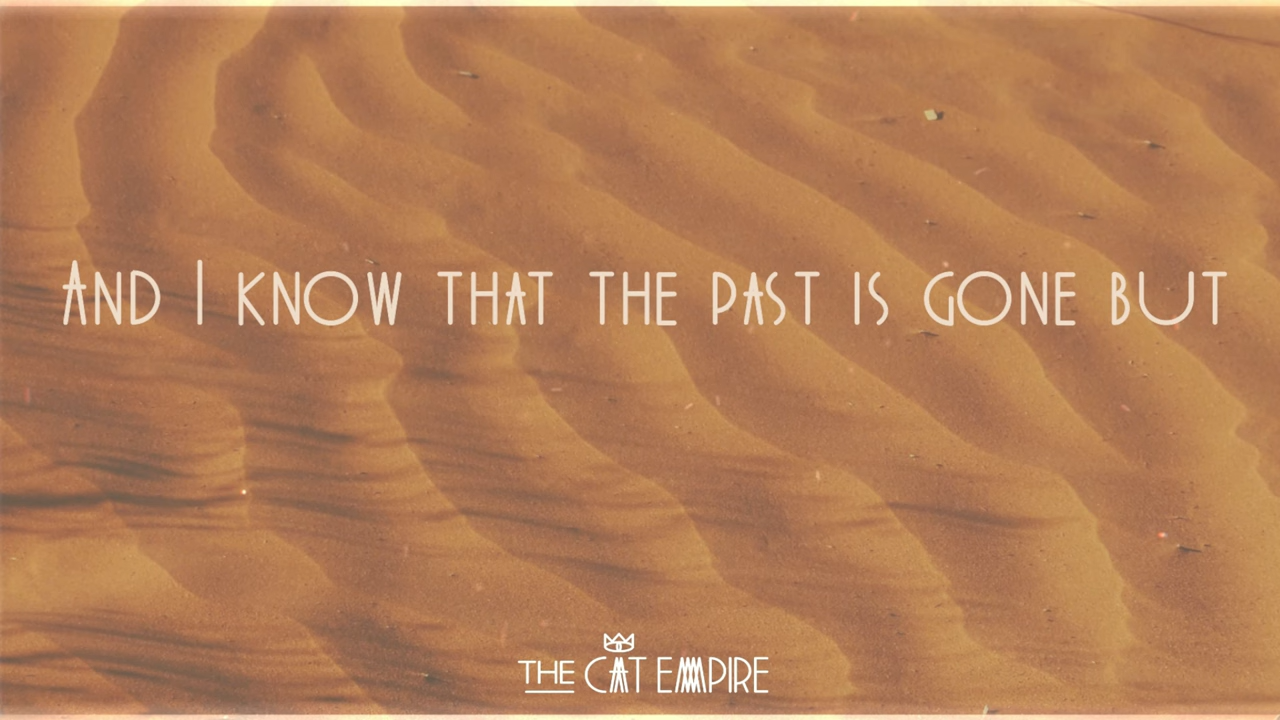 And I know that the past is gone but
THE CAT EMPIRE